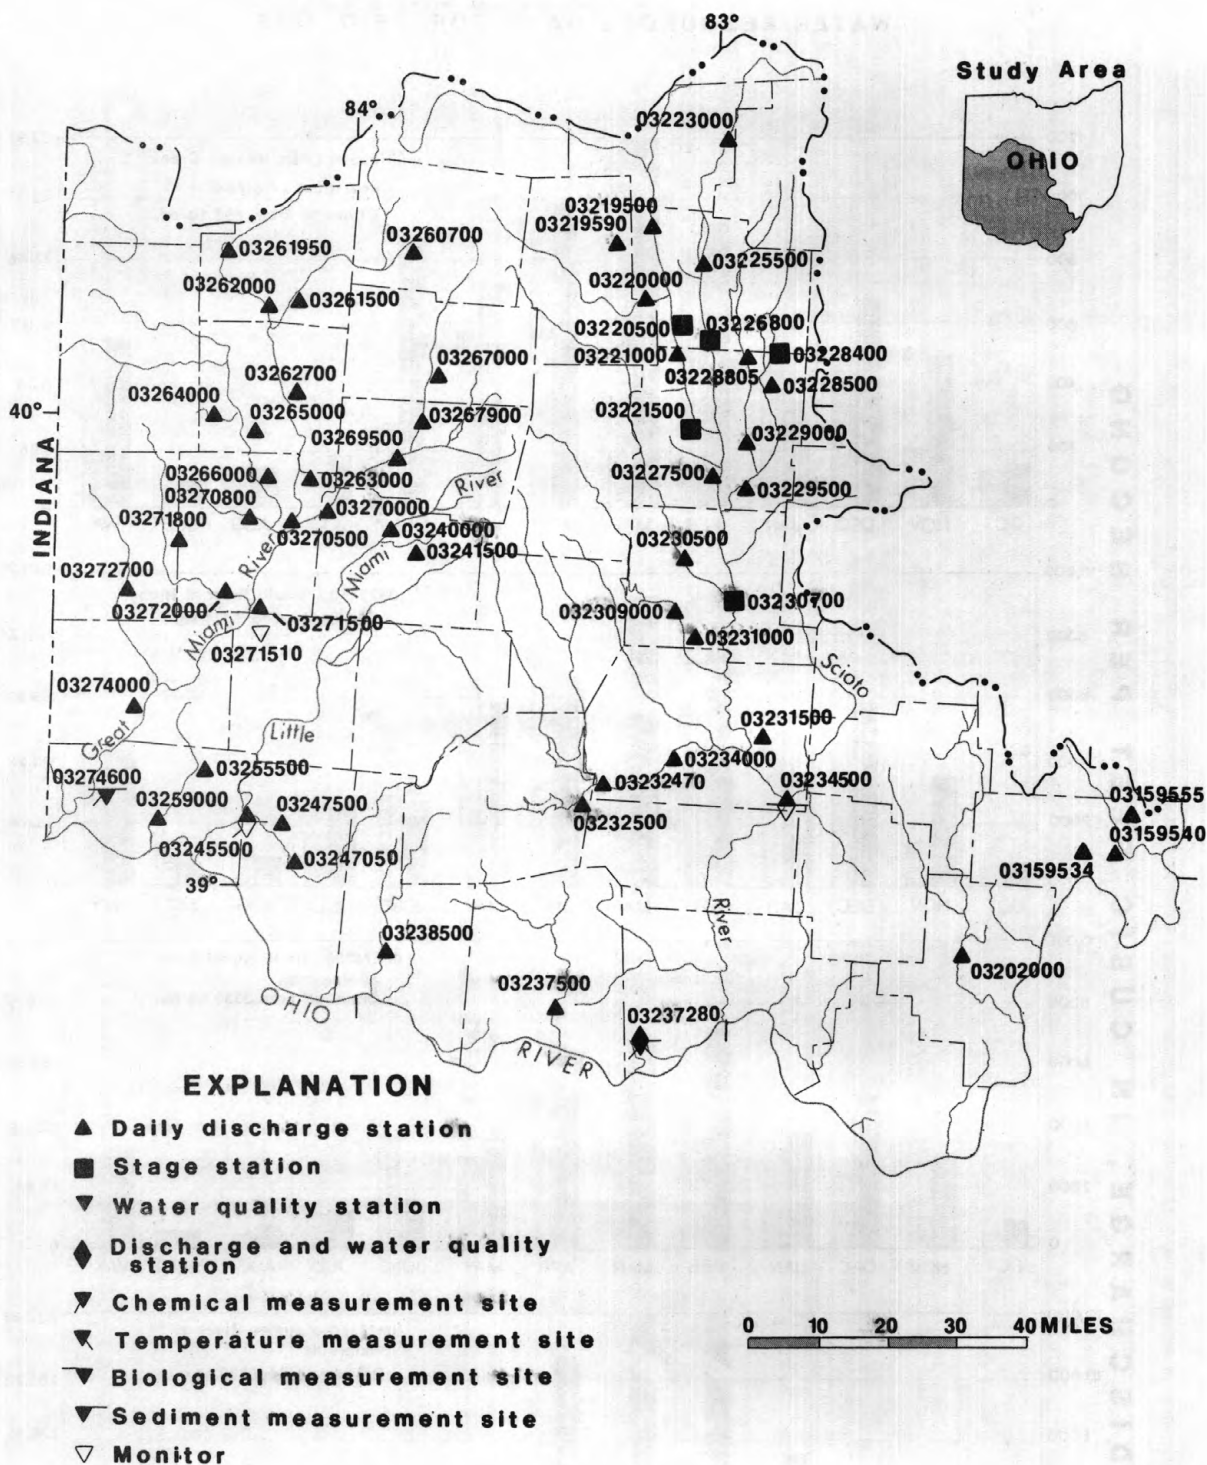 83°
Study Area
OHIO
84°
03223000
03219500
03219590
03261950
03260700
03225500
03220000
03262000
03261500
03220500
03226800
03221000
03228400
03228805
03228500
03267000
03262700
03264000
03265000
03267900
03221500
40°
03269500
03229000
03266000
03263000
River
03227500
03229500
03270800
03270000
03271800
03270500
03240000
03241500
INDIANA
River
Miami
03230500
03272700
03272000
03271500
03271510
Miami
032309000
03230700
03231000
Scioto
03274000
Great
Little
03231500
03234000
03274600
03255500
03232470
03234500
03259000
03247500
03232500
03159555
03159540
03245500
03247050
03159534
39°
River
03238500
03202000
OHIO
03237500
03237280
RIVER
EXPLANATION
Daily discharge station
Stage station
Water quality station
Discharge and water quality
station
Chemical measurement site
Temperature measurement site
Biological measurement site
Sediment measurement site
Monitor
0 10 20 30 40 MILES